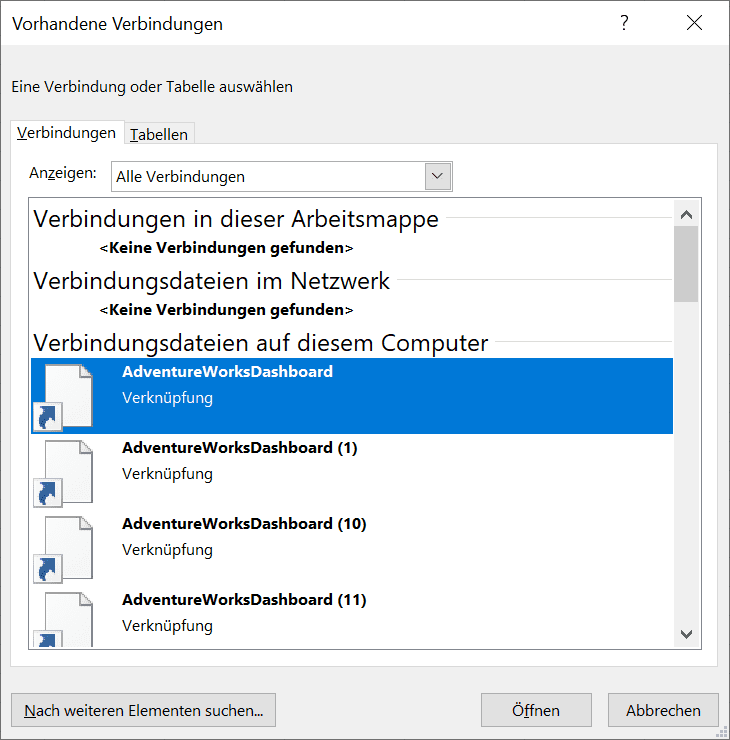 Vorhandene Verbindungen
?
Eine Verbindung oder Tabelle auswählen
Verbindungen Tabellen
Anzeigen: Alle Verbindungen
Verbindungen in dieser Arbeitsmappe
<Keine Verbindungen gefunden>
Verbindungsdateien im Netzwerk
<Keine Verbindungen gefunden>
Verbindungsdateien auf diesem Computer
AdventureWorksDashboard
Verknüpfung
AdventureWorksDashboard (1)
Verknüpfung
AdventureWorksDashboard (10)
Verknüpfung
AdventureWorksDashboard (11)
Verknüpfung
Nach weiteren Elementen suchen... Öffnen Abbrechen